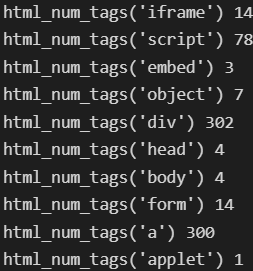 html_num_tags('iframe') 14
html_num_tags('script') 78
html_num_tags('embed') 3
html_num_tags('object') 7
html_num_tags('div') 302
html_num_tags('head') 4
html_num_tags('body') 4
html_num_tags('form') 14
html_num_tags('a') 300
html_num_tags('applet') 1